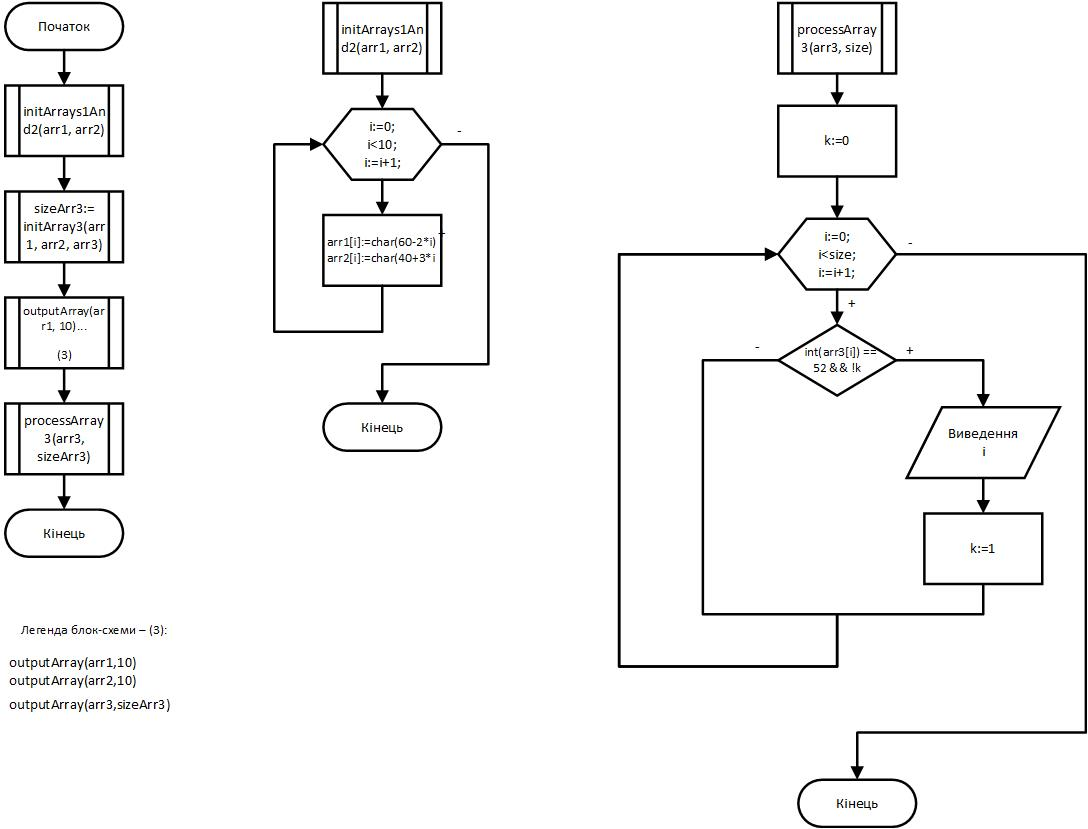 Початок
initArrays1An
d2(arr1, arr2)
sizeArr3:=
initArray3(arr
1, arr2, arr3)
outputArray(ar
r1, 10)...
(3)
processArray
3(arr3,
sizeArr3)
Кінець
Легенда блок-схеми – (3):
outputArray(arr1,10)
outputArray(arr2,10)
outputArray(arr3,sizeArr3)
initArrays1An
d2(arr1, arr2)
i:=0;
i<10;
i:=i+1;
-
+
arr1[i]:=char(60-2*i)
arr2[i]:=char(40+3*i
Кінець
processArray
3(arr3, size)
k:=0
i:=0;
i<size;
i:=i+1;
-
+
int(arr3[i]) ==
52 && !k
-
+
Виведення
i
k:=1
Кінець